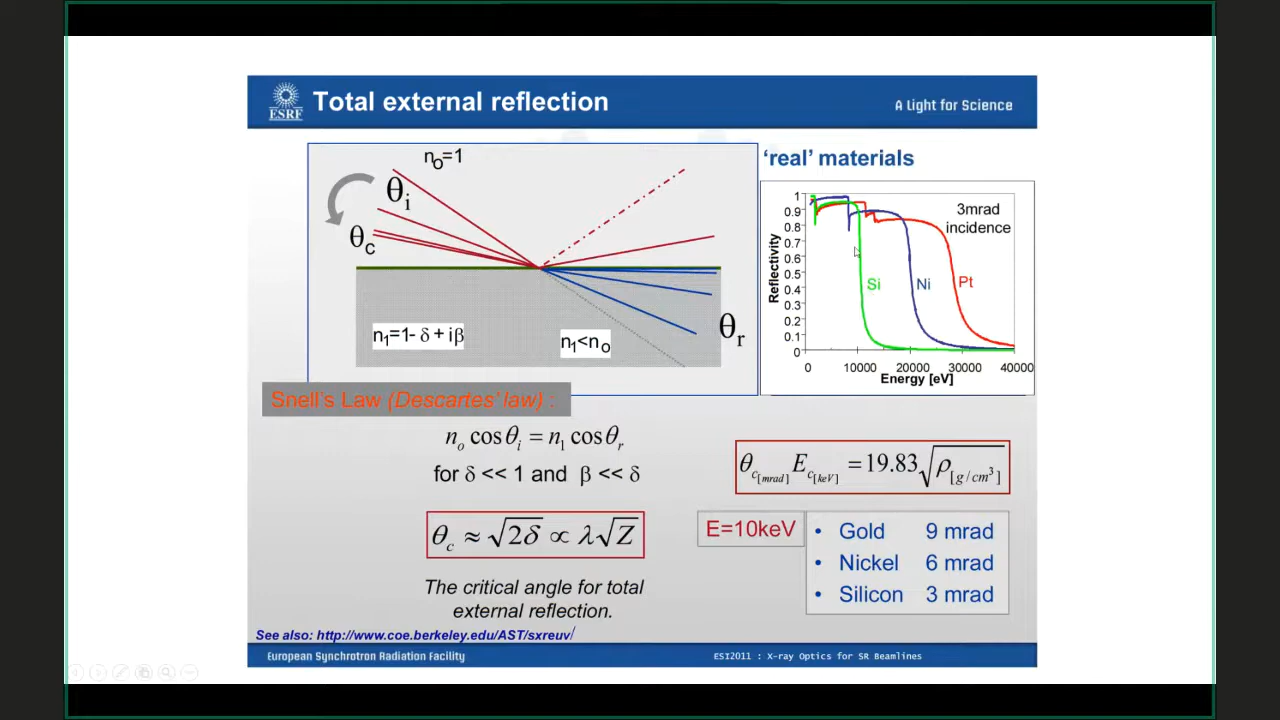 ESRF
Total external reflection
A Light for Science
n₀=1
θᵢ
θc
n₁=1- δ + iβ
n₁<n₀
θᵣ
'real' materials
3mrad
incidence
Reflectivity
1
0.9
0.8
0.7
0.6
0.5
0.4
0.3
0.2
0.1
0
Si
Ni
Pt
0 10000 20000 30000 40000
Energy [eV]
Snell's Law (Descartes' law) :
nₒ cosθᵢ = n₁ cosθᵣ
for δ << 1 and β << δ
θc ≈ √2δ ∝ λ√Z
The critical angle for total
external reflection.
θc[mrad] Ec[keV] = 19.83√ρ[g/cm³]
E=10keV
• Gold 9 mrad
• Nickel 6 mrad
• Silicon 3 mrad
See also: http://www.coe.berkeley.edu/AST/sxreuv/
European Synchrotron Radiation Facility
ESI2011 : X-ray Optics for SR Beamlines